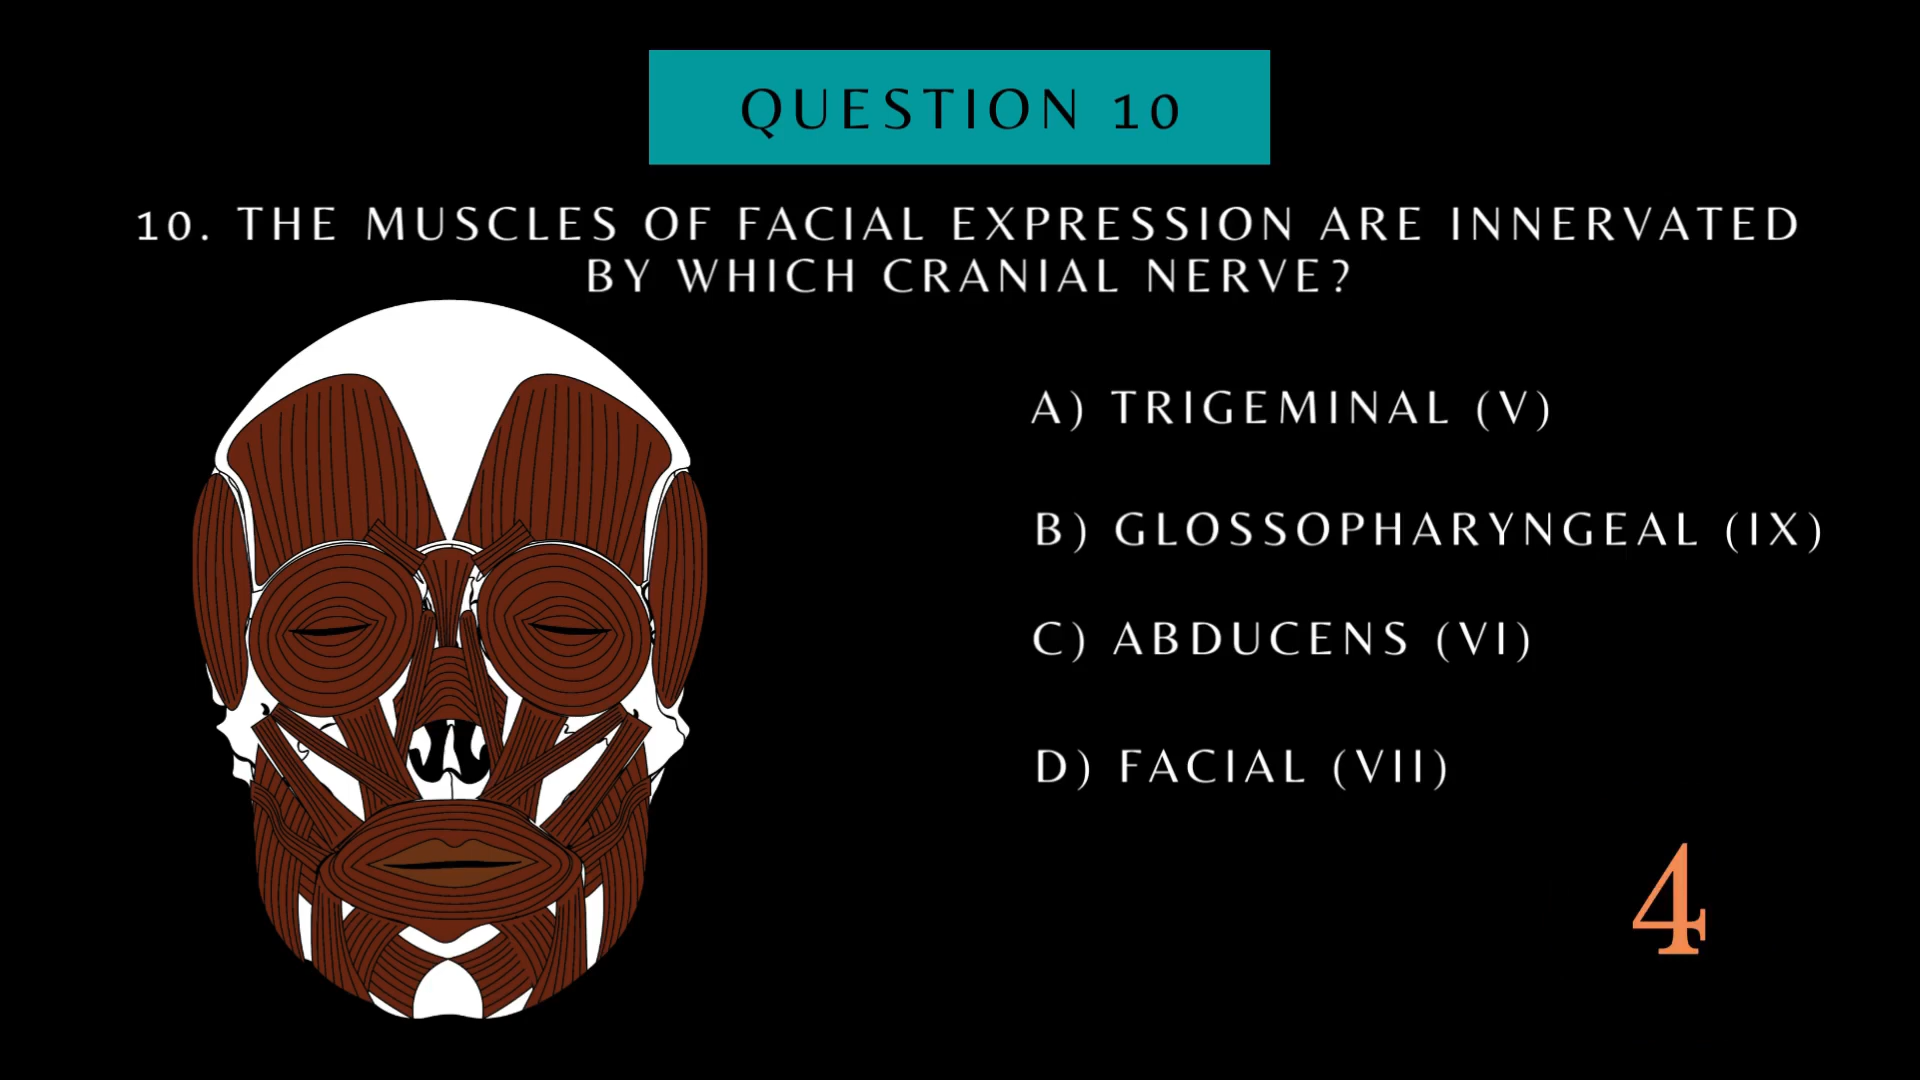 QUESTION 10
10. THE MUSCLES OF FACIAL EXPRESSION ARE INNERVATED
BY WHICH CRANIAL NERVE?
A) TRIGEMINAL (V)
B) GLOSSOPHARYNGEAL (IX)
C) ABDUCENS (VI)
D) FACIAL (VII)
4